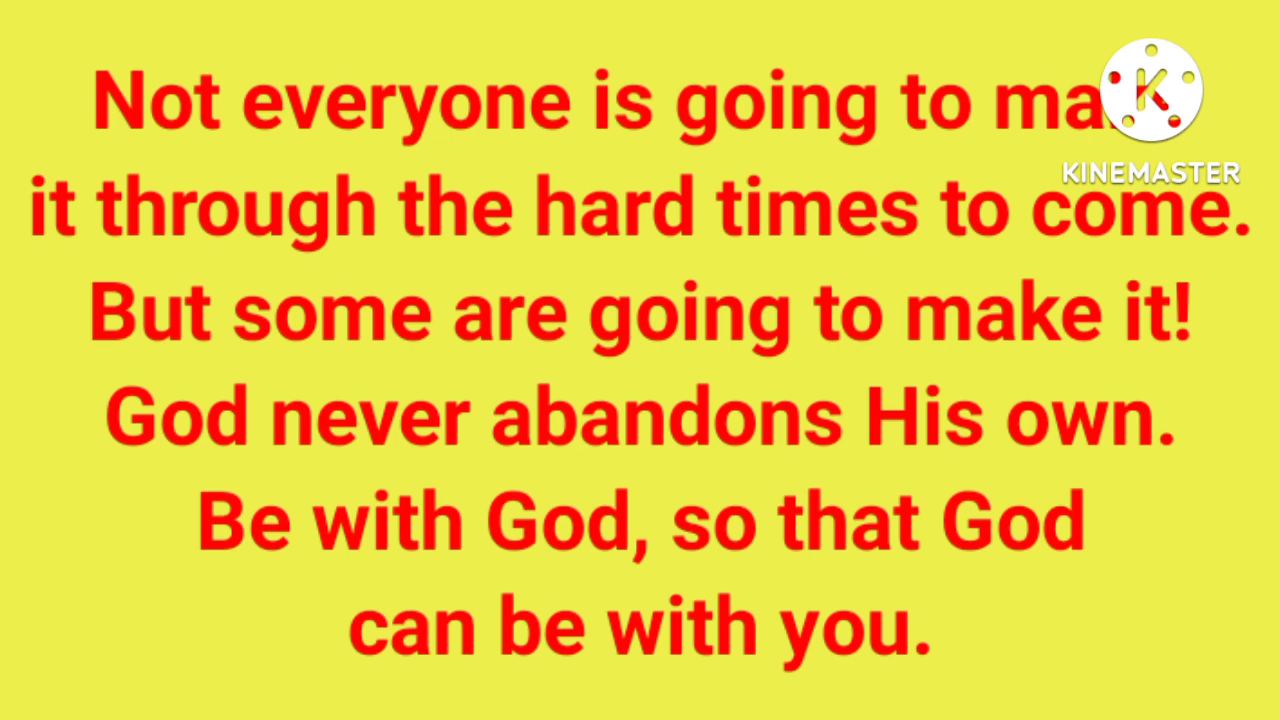 Not everyone is going to
it through the hard times to come.
But some are going to make it!
God never abandons His own.
Be with God, so that God
can be with you.
K
KINEMASTER